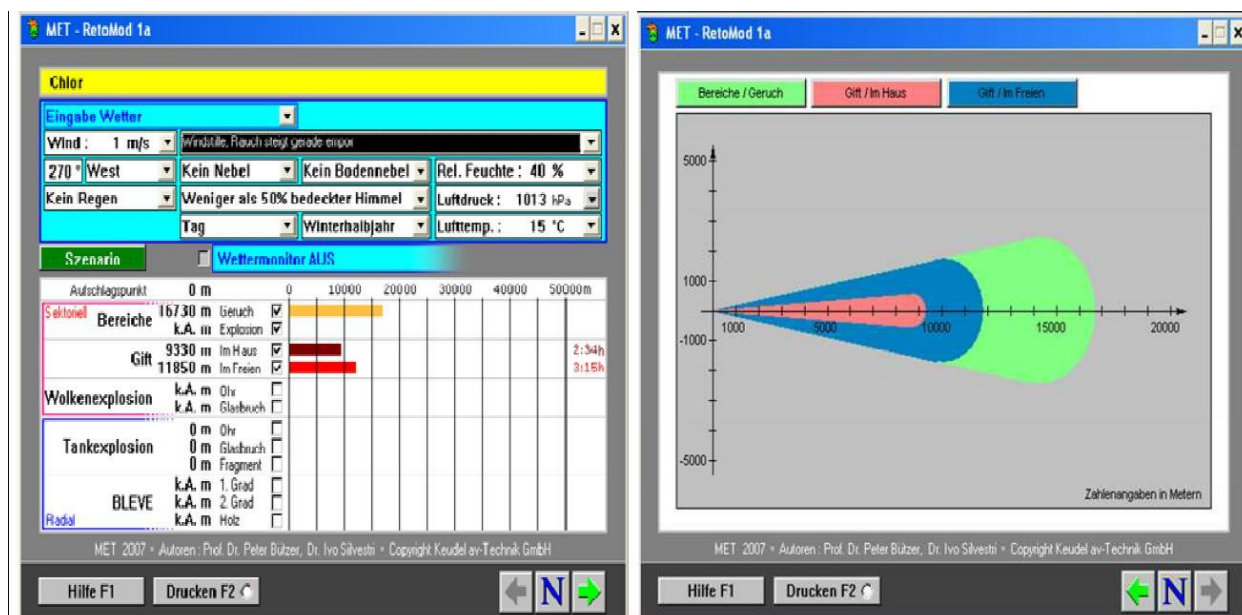 MET - RetoMod 1a
Chlor
Eingabe Wetter
Wind : 1 m/s Windstille, Rauch steigt gerade empor
270 ° West Kein Nebel Kein Bodennebel Rel. Feuchte : 40 %
Kein Regen Weniger als 50% bedeckter Himmel Luftdruck : 1013 hPa
Tag Winterhalbjahr Lufttemp. : 15 °C
Szenario Wettermonitor AUS
Aufschlagspunkt 0 m 0 10000 20000 30000 40000 50000m
Sektoriell Bereiche 16730 m Geruch
k.A. m Explosion
Gift 9330 m Im Haus 2:34h
11850 m Im Freien 3:15h
Wolkenexplosion k.A. m Ohr
k.A. m Glasbruch
Tankexplosion 0 m Ohr
0 m Glasbruch
0 m Fragment
BLEVE k.A. m 1. Grad
k.A. m 2. Grad
Radial k.A. m Holz
MET 2007 * Autoren : Prof. Dr. Peter Bützer, Dr. Ivo Silvestri * Copyright Keudel av-Technik GmbH
Hilfe F1 Drucken F2 N
MET - RetoMod 1a
Bereiche / Geruch Gift / Im Haus Gift / Im Freien
5000
1000
-1000
1000 5000 10000 15000 20000
-5000
Zahlenangaben in Metern
MET 2007 * Autoren : Prof. Dr. Peter Bützer, Dr. Ivo Silvestri * Copyright Keudel av-Technik GmbH
Hilfe F1 Drucken F2 N